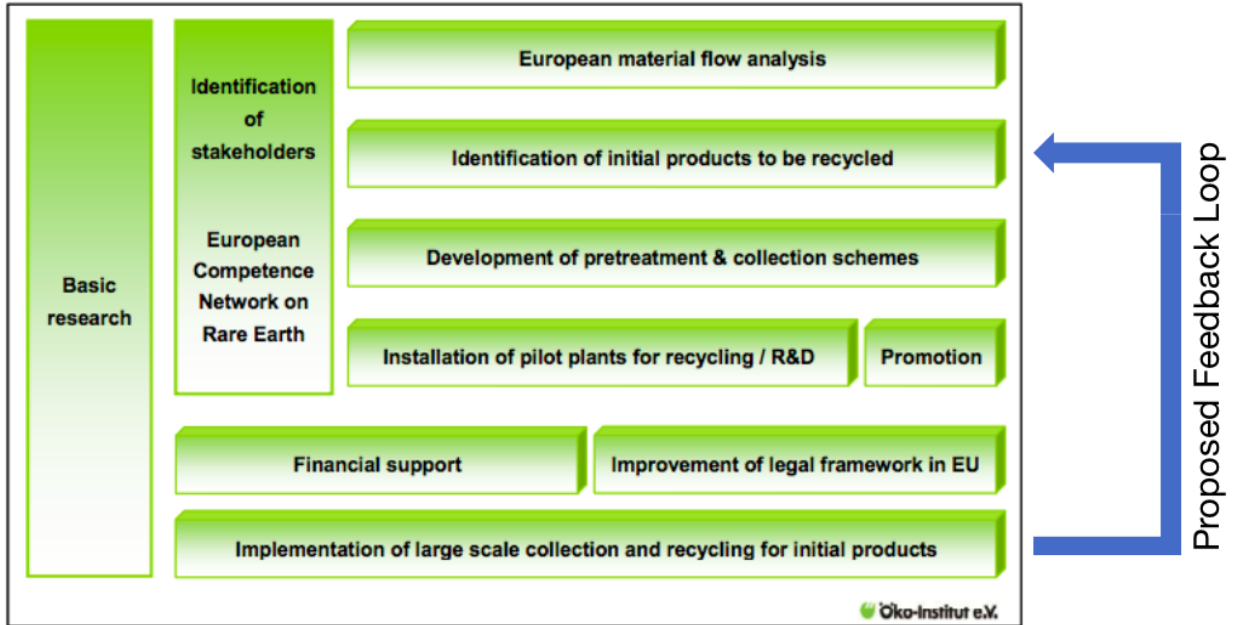 Basic
research
Identification
of
stakeholders
European
Competence
Network on
Rare Earth
European material flow analysis
Identification of initial products to be recycled
Development of pretreatment & collection schemes
Installation of pilot plants for recycling / R&D
Promotion
Financial support
Improvement of legal framework in EU
Implementation of large scale collection and recycling for initial products
Öko-Institut e.V.
Proposed Feedback Loop